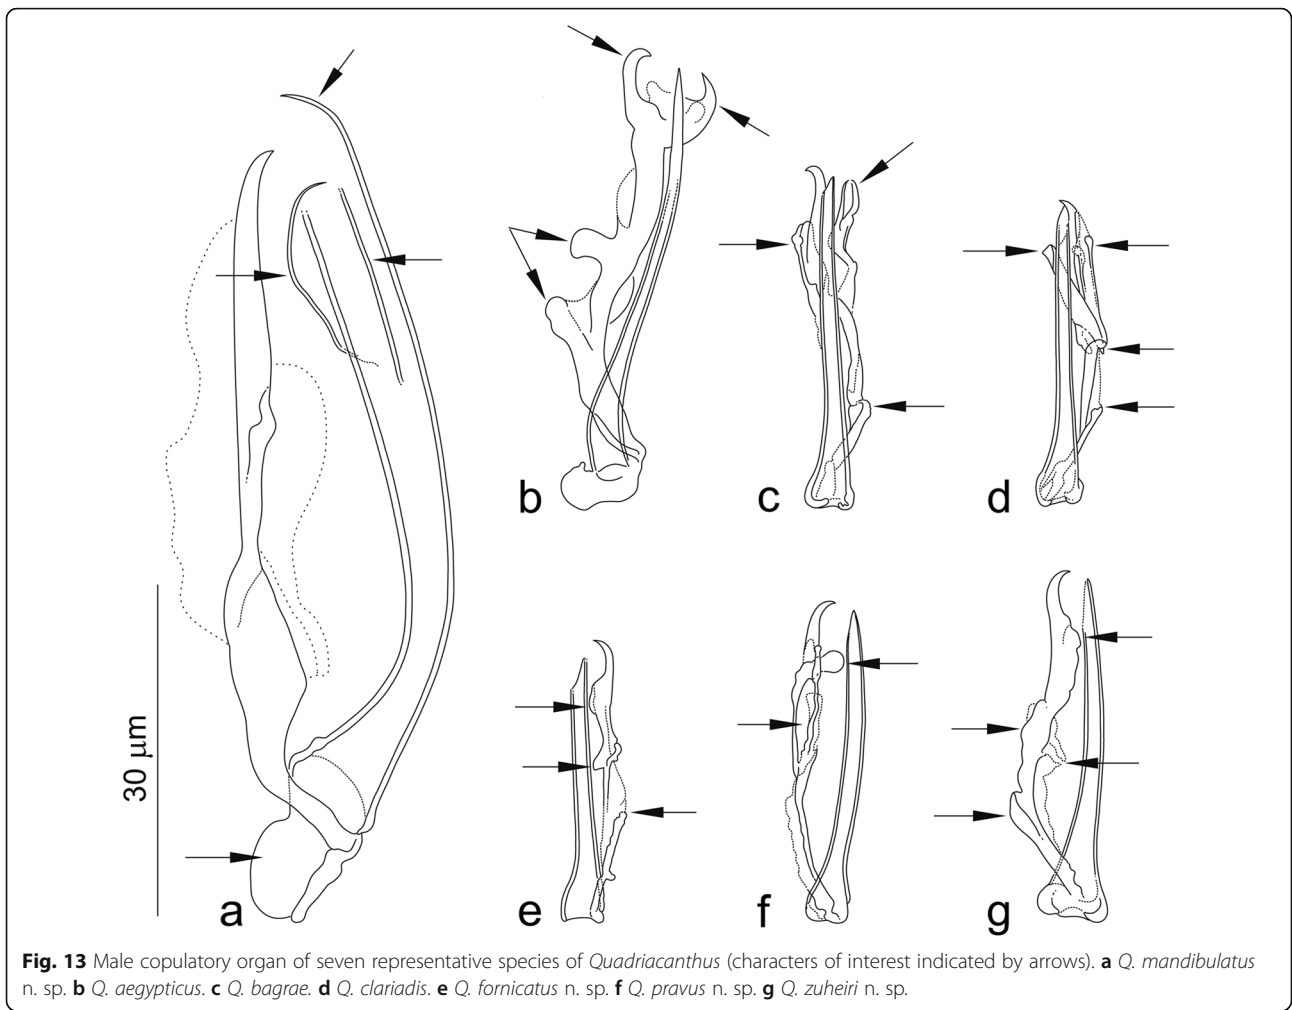 b
c
d
30 μm
a
e
f
g
Fig. 13 Male copulatory organ of seven representative species of Quadriacanthus (characters of interest indicated by arrows). a Q. mandibulatus
n. sp. b Q. aegypticus. c Q. bagrae. d Q. clariadis. e Q. fornicatus n. sp. f Q. pravus n. sp. g Q. zuheiri n. sp.